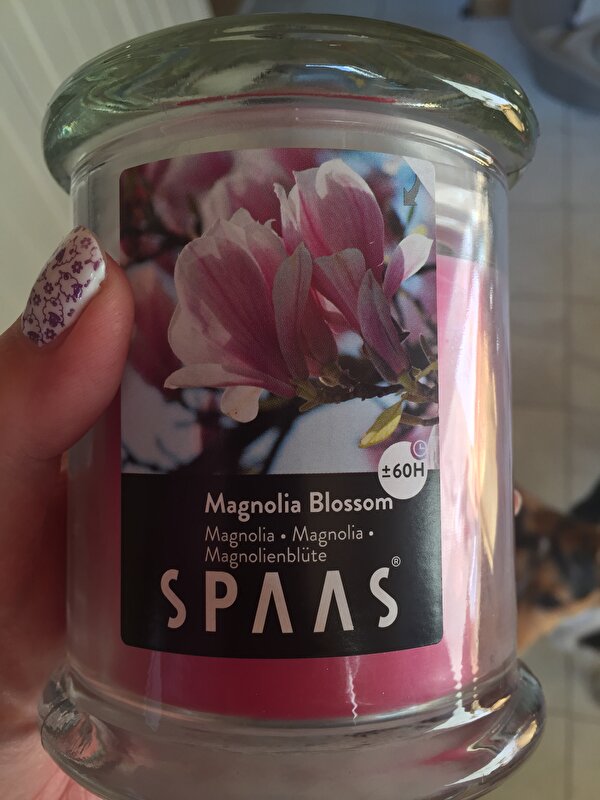 ±60H
Magnolia Blossom
Magnolia • Magnolia •
Magnolienblüte
SPAAS®